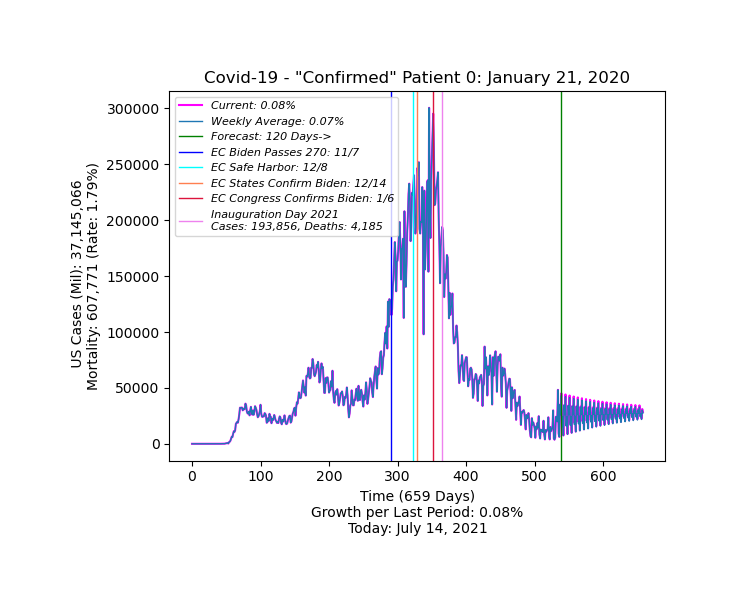 Covid-19 - "Confirmed" Patient 0: January 21, 2020
Current: 0.08%
Weekly Average: 0.07%
Forecast: 120 Days->
EC Biden Passes 270: 11/7
EC Safe Harbor: 12/8
EC States Confirm Biden: 12/14
EC Congress Confirms Biden: 1/6
Inauguration Day 2021
Cases: 193,856, Deaths: 4,185
US Cases (Mil): 37,145,066
Mortality: 607,771 (Rate: 1.79%)
300000
250000
200000
150000
100000
50000
0
0 100 200 300 400 500 600
Time (659 Days)
Growth per Last Period: 0.08%
Today: July 14, 2021